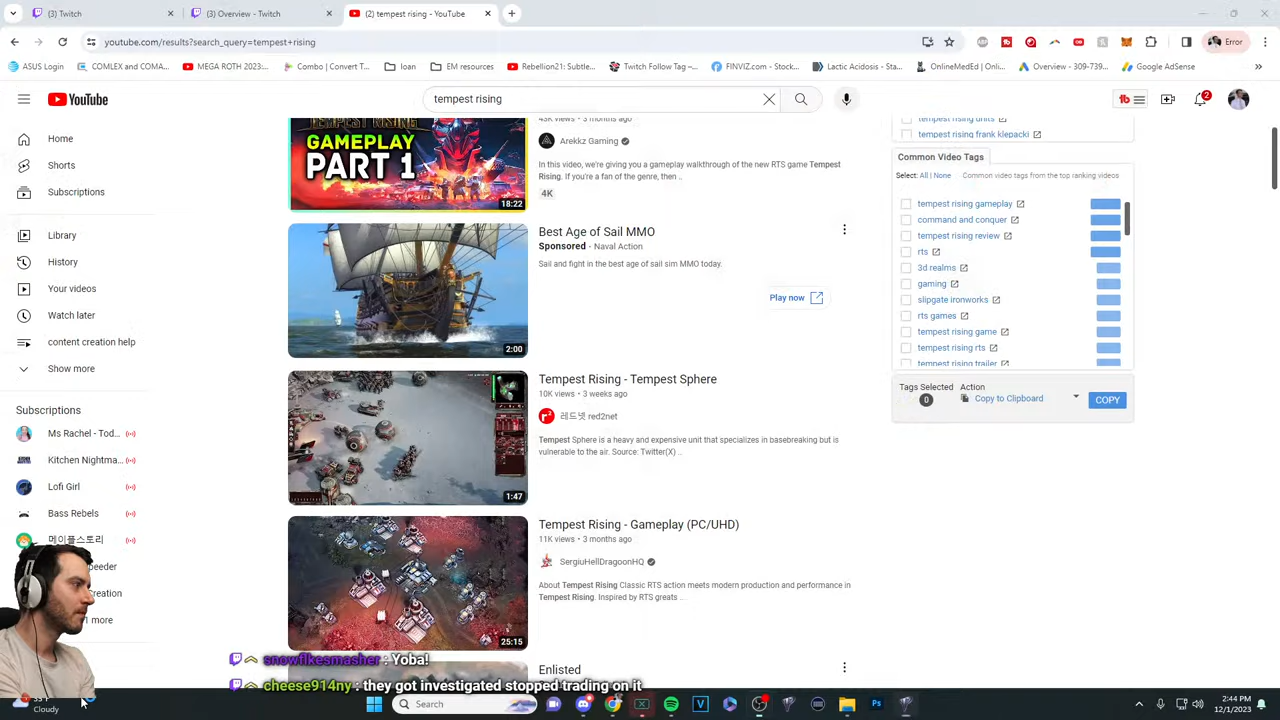 (3) Twitch
(3) Overview - Twitch
(2) tempest rising - YouTube
youtube.com/results?search_query=tempest+rising
Error
ASUS Login
COMLEX and COMA...
MEGA ROTH 2023:...
Combo | Convert T...
loan
EM resources
Rebellion21: Subtle...
Twitch Follow Tag –...
FINVIZ.com - Stock...
Lactic Acidosis - Sta...
OnlineMedEd | Onli...
Overview - 309-739...
Google AdSense
YouTube
tempest rising
2
Home
Shorts
Subscriptions
Library
History
Your videos
Watch later
content creation help
Show more
Subscriptions
Ms Rachel - Tod...
Kitchen Nightma...
Lofi Girl
Bass Rebels
메이플스토리
peeder
creation
1 more
TEMPEST RISING
GAMEPLAY
PART 1
18:22
45K views • 3 months ago
Arekkz Gaming
In this video, we're giving you a gameplay walkthrough of the new RTS game Tempest
Rising. If you're a fan of the genre, then ..
4K
Best Age of Sail MMO
Sponsored · Naval Action
Sail and fight in the best age of sail sim MMO today.
Play now
2:00
Tempest Rising - Tempest Sphere
10K views • 3 weeks ago
레드넷 red2net
Tempest Sphere is a heavy and expensive unit that specializes in basebreaking but is
vulnerable to the air. Source: Twitter(X) ..
1:47
Tempest Rising - Gameplay (PC/UHD)
11K views • 3 months ago
SergiuHellDragoonHQ
About Tempest Rising Classic RTS action meets modern production and performance in
Tempest Rising. Inspired by RTS greats ..
25:15
Enlisted
tempest rising units
tempest rising frank klepacki
Common Video Tags
Select: All | None
Common video tags from the top ranking videos
tempest rising gameplay
command and conquer
tempest rising review
rts
3d realms
gaming
slipgate ironworks
rts games
tempest rising game
tempest rising rts
tempest rising trailer
Tags Selected
0
Action
Copy to Clipboard
COPY
snowflkesmasher : Yoba!
cheese914ny : they got investigated stopped trading on it
Cloudy
Search
2:44 PM
12/1/2023